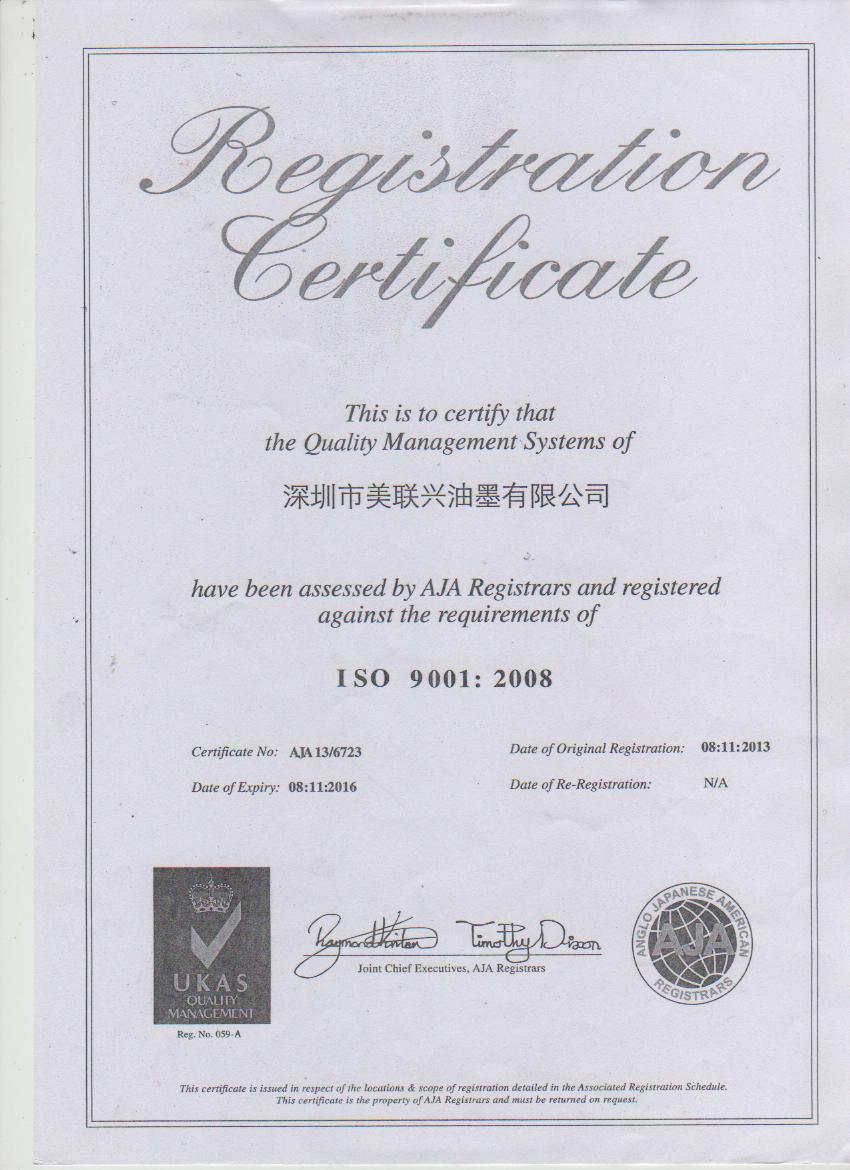 Registration
Certificate
This is to certify that
the Quality Management Systems of
深圳市美联兴油墨有限公司
have been assessed by AJA Registrars and registered
against the requirements of
ISO 9001: 2008
Certificate No: AJA 13/6723
Date of Original Registration: 08:11:2013
Date of Expiry: 08:11:2016
Date of Re-Registration: N/A
UKAS
QUALITY
MANAGEMENT
Reg. No. 059-A
Timothy Dixon
Joint Chief Executives, AJA Registrars
ANGLO JAPANESE AMERICAN
AJA
REGISTRARS
This certificate is issued in respect of the locations & scope of registration detailed in the Associated Registration Schedule.
This certificate is the property of AJA Registrars and must be returned on request.